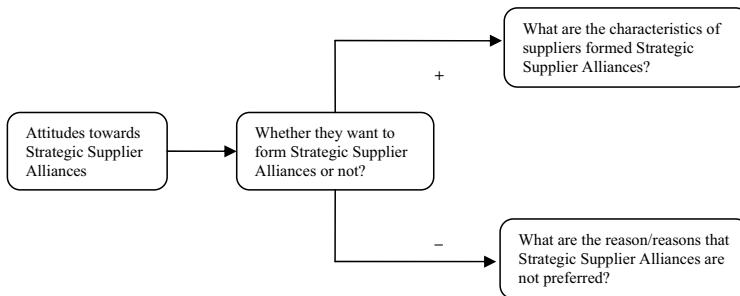 What are the characteristics of
suppliers formed Strategic
Supplier Alliances?
+
Attitudes towards
Strategic Supplier
Alliances
Whether they want to
form Strategic Supplier
Alliances or not?
–
What are the reason/reasons that
Strategic Supplier Alliances are
not preferred?